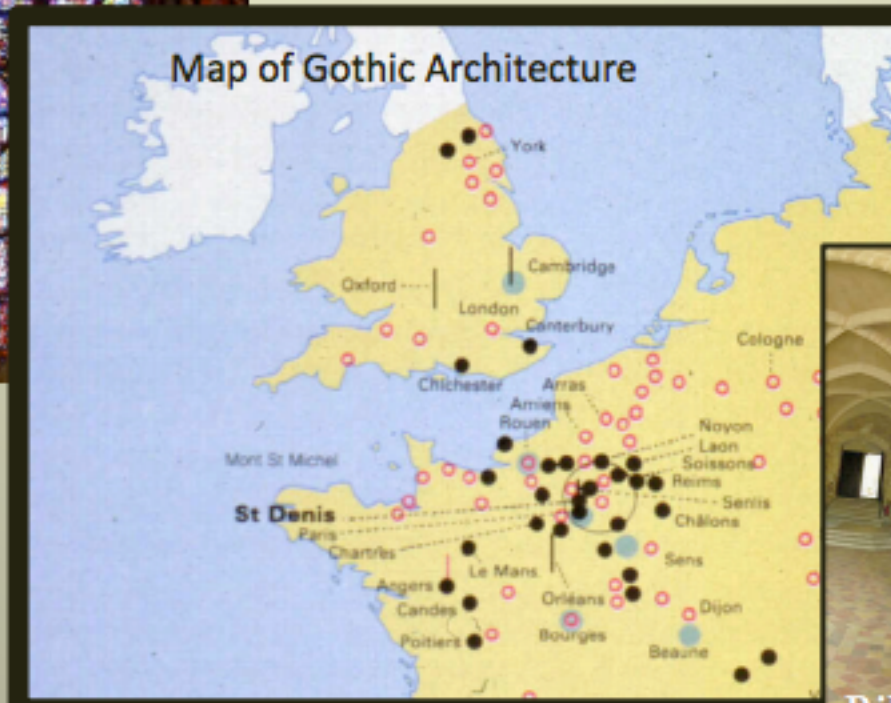 Map of Gothic Architecture
York
Cambridge
Oxford
London
Canterbury
Cologne
Chichester
Arras
Amiens
Rouen
Noyon
Laon
Mont St Michel
Soissons
Reims
Senlis
St Denis
Châlons
Paris
Chartres
Sens
Le Mans
Angers
Orléans
Candes
Dijon
Poitiers
Bourges
Beaune